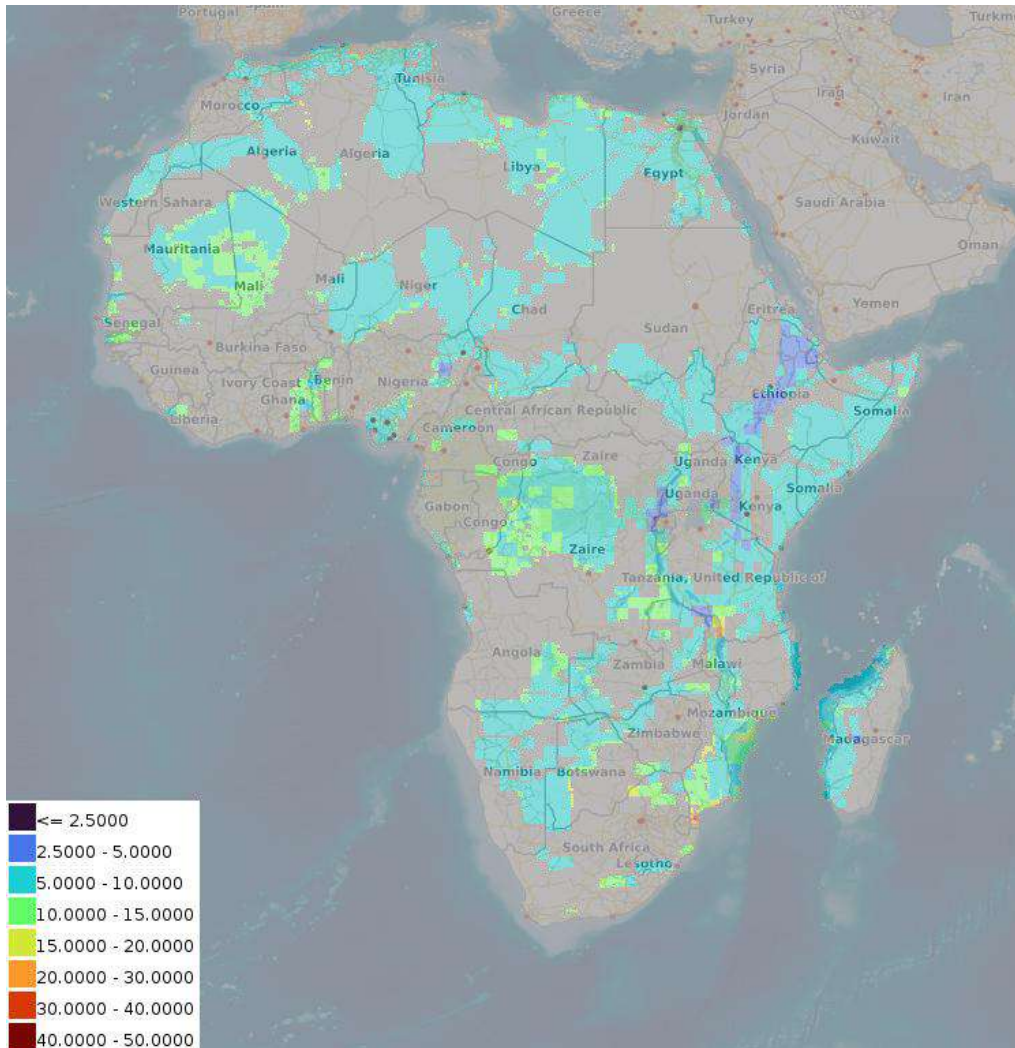 Portugal
Spain
Greece
Turkey
Turkm
Syria
Iraq
Iran
Tunisia
Morocco
Jordan
Kuwait
Algeria
Algeria
Libya
Egypt
Saudi Arabia
Western Sahara
Oman
Mauritania
Mali
Niger
Mali
Chad
Eritrea
Yemen
Senegal
Sudan
Burkina Faso
Guinea
Ivory Coast
Benin
Nigeria
Ethiopia
Ghana
Central African Republic
Somalia
Liberia
Cameroon
Congo
Zaire
Uganda
Kenya
Somalia
Gabon
Uganda
Kenya
Congo
Zaire
Tanzania, United Republic of
Angola
Zambia
Malawi
Mozambique
Zimbabwe
Madagascar
Namibia
Botswana
South Africa
Lesotho
<= 2.5000
2.5000 - 5.0000
5.0000 - 10.0000
10.0000 - 15.0000
15.0000 - 20.0000
20.0000 - 30.0000
30.0000 - 40.0000
40.0000 - 50.0000